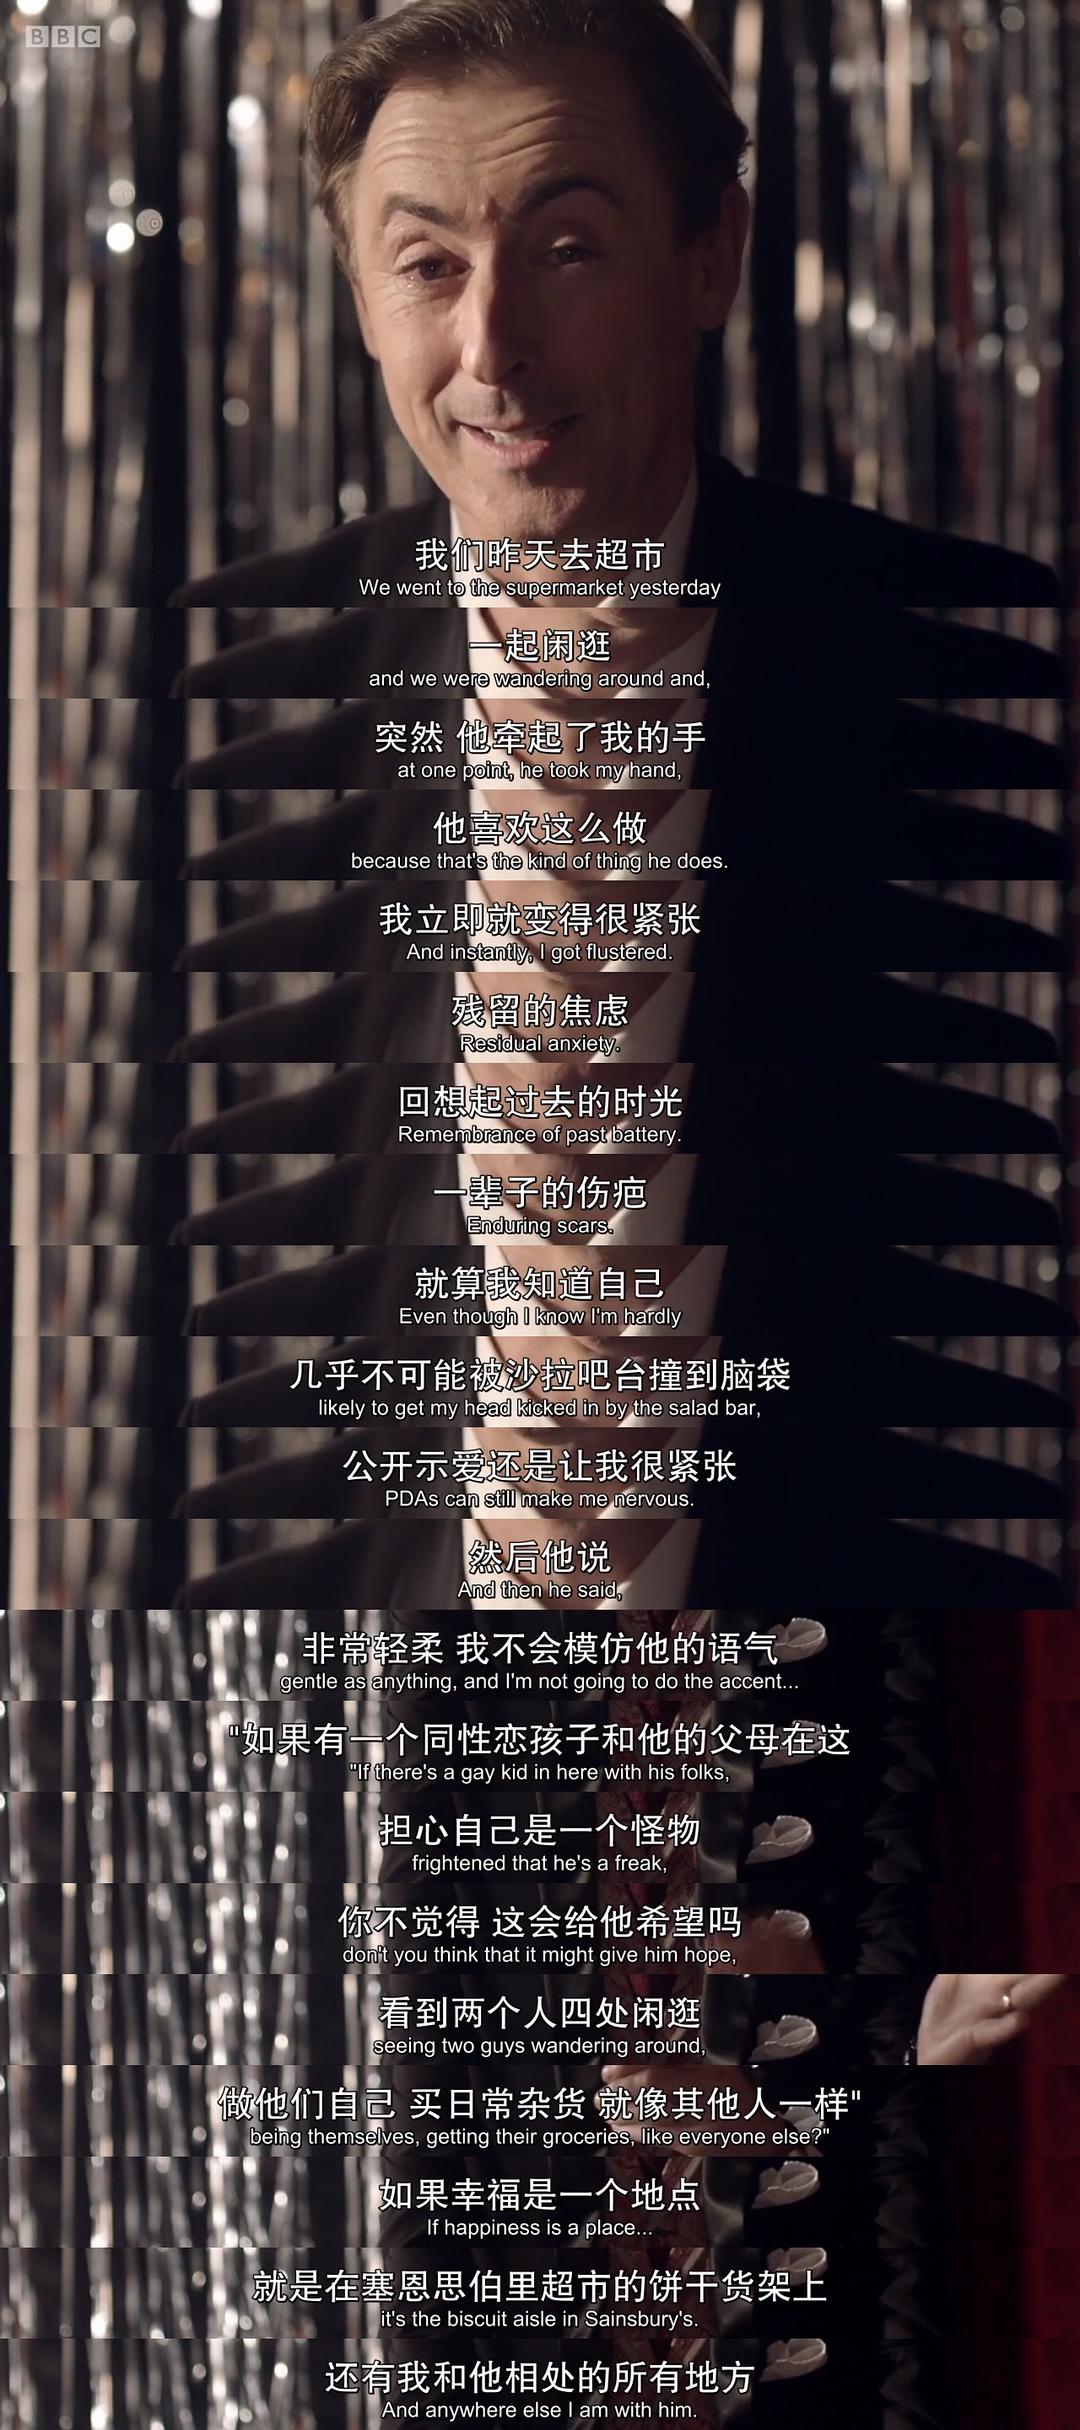 BBC
我们昨天去超市
We went to the supermarket yesterday
一起闲逛
and we were wandering around and,
突然 他牵起了我的手
at one point, he took my hand,
他喜欢这么做
because that's the kind of thing he does.
我立即就变得很紧张
And instantly, I got flustered.
残留的焦虑
Residual anxiety.
回想起过去的时光
Remembrance of past battery.
一辈子的伤疤
Enduring scars.
就算我知道自己
Even though I know I'm hardly
几乎不可能被沙拉吧台撞到脑袋
likely to get my head kicked in by the salad bar,
公开示爱还是让我很紧张
PDAs can still make me nervous.
然后他说
And then he said,
非常轻柔 我不会模仿他的语气
gentle as anything, and I'm not going to do the accent...
"如果有一个同性恋孩子和他的父母在这
"If there's a gay kid in here with his folks,
担心自己是一个怪物
frightened that he's a freak,
你不觉得 这会给他希望吗
don't you think that it might give him hope,
看到两个人四处闲逛
seeing two guys wandering around,
做他们自己 买日常杂货 就像其他人一样"
being themselves, getting their groceries, like everyone else?"
如果幸福是一个地点
If happiness is a place...
就是在塞恩思伯里超市的饼干货架上
it's the biscuit aisle in Sainsbury's.
还有我和他相处的所有地方
And anywhere else I am with him.